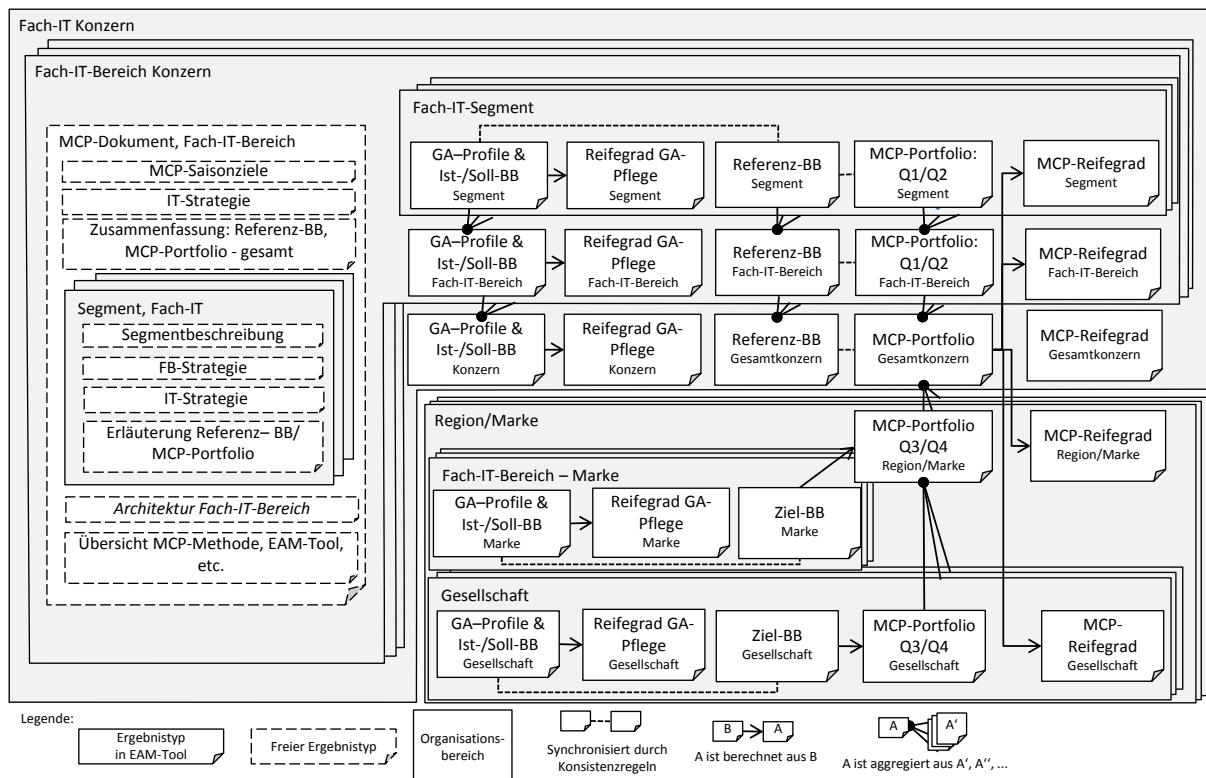 Fach-IT Konzern
Fach-IT-Bereich Konzern
MCP-Dokument, Fach-IT-Bereich
MCP-Saisonziele
IT-Strategie
Zusammenfassung: Referenz-BB,
MCP-Portfolio - gesamt
Segment, Fach-IT
Segmentbeschreibung
FB-Strategie
IT-Strategie
Erläuterung Referenz– BB/
MCP-Portfolio
Architektur Fach-IT-Bereich
Übersicht MCP-Methode, EAM-Tool,
etc.
Fach-IT-Segment
GA–Profile &
Ist-/Soll-BB
Segment
Reifegrad GA-
Pflege
Segment
Referenz-BB
Segment
MCP-Portfolio:
Q1/Q2
Segment
MCP-Reifegrad
Segment
GA–Profile &
Ist-/Soll-BB
Fach-IT-Bereich
Reifegrad GA-
Pflege
Fach-IT-Bereich
Referenz-BB
Fach-IT-Bereich
MCP-Portfolio:
Q1/Q2
Fach-IT-Bereich
MCP-Reifegrad
Fach-IT-Bereich
GA–Profile &
Ist-/Soll-BB
Konzern
Reifegrad GA-
Pflege
Konzern
Referenz-BB
Gesamtkonzern
MCP-Portfolio
Gesamtkonzern
MCP-Reifegrad
Gesamtkonzern
Region/Marke
MCP-Portfolio
Q3/Q4
Region/Marke
MCP-Reifegrad
Region/Marke
Fach-IT-Bereich – Marke
GA–Profile &
Ist-/Soll-BB
Marke
Reifegrad GA-
Pflege
Marke
Ziel-BB
Marke
Gesellschaft
GA–Profile &
Ist-/Soll-BB
Gesellschaft
Reifegrad GA-
Pflege
Gesellschaft
Ziel-BB
Gesellschaft
MCP-Portfolio
Q3/Q4
Gesellschaft
MCP-
Reifegrad
Gesellschaft
Legende:
Ergebnistyp
in EAM-Tool
Freier Ergebnistyp
Organisations-
bereich
Synchronisiert durch
Konsistenzregeln
B
A
A ist berechnet aus B
A
A‘
A ist aggregiert aus A‘, A‘‘, ...